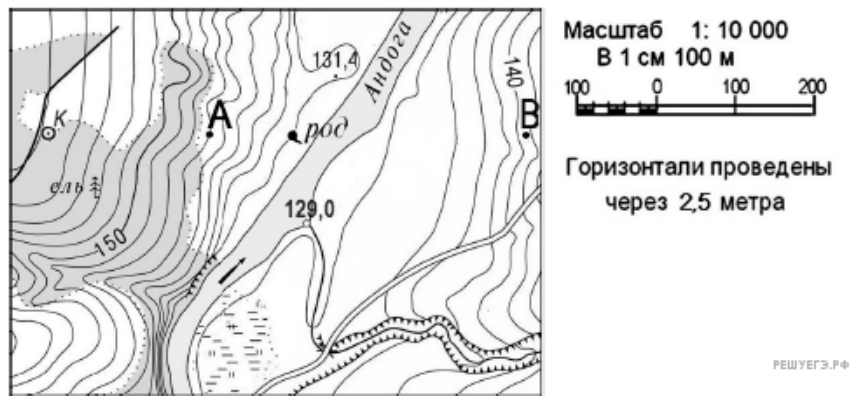 Масштаб 1: 10 000
В 1 см 100 м
100 0 100 200
Горизонтали проведены
через 2,5 метра
131,4
Андога
140
К
А
род
В
ель
129,0
150
РЕШУЕГЭ.РФ